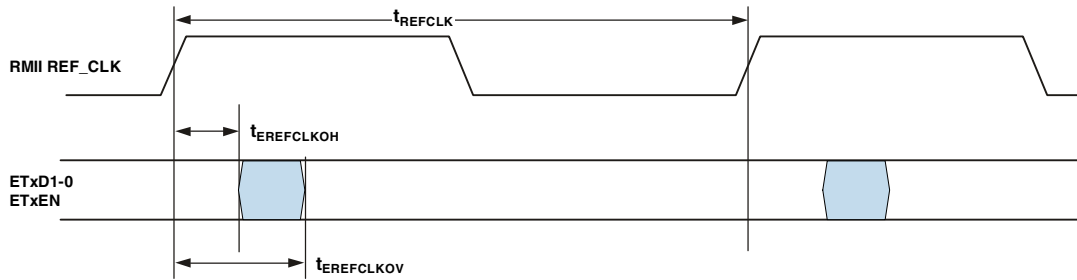 tREFCLK
RMII REF_CLK
tEREFCLKOH
ETxD1-0
ETxEN
tEREFCLKOV